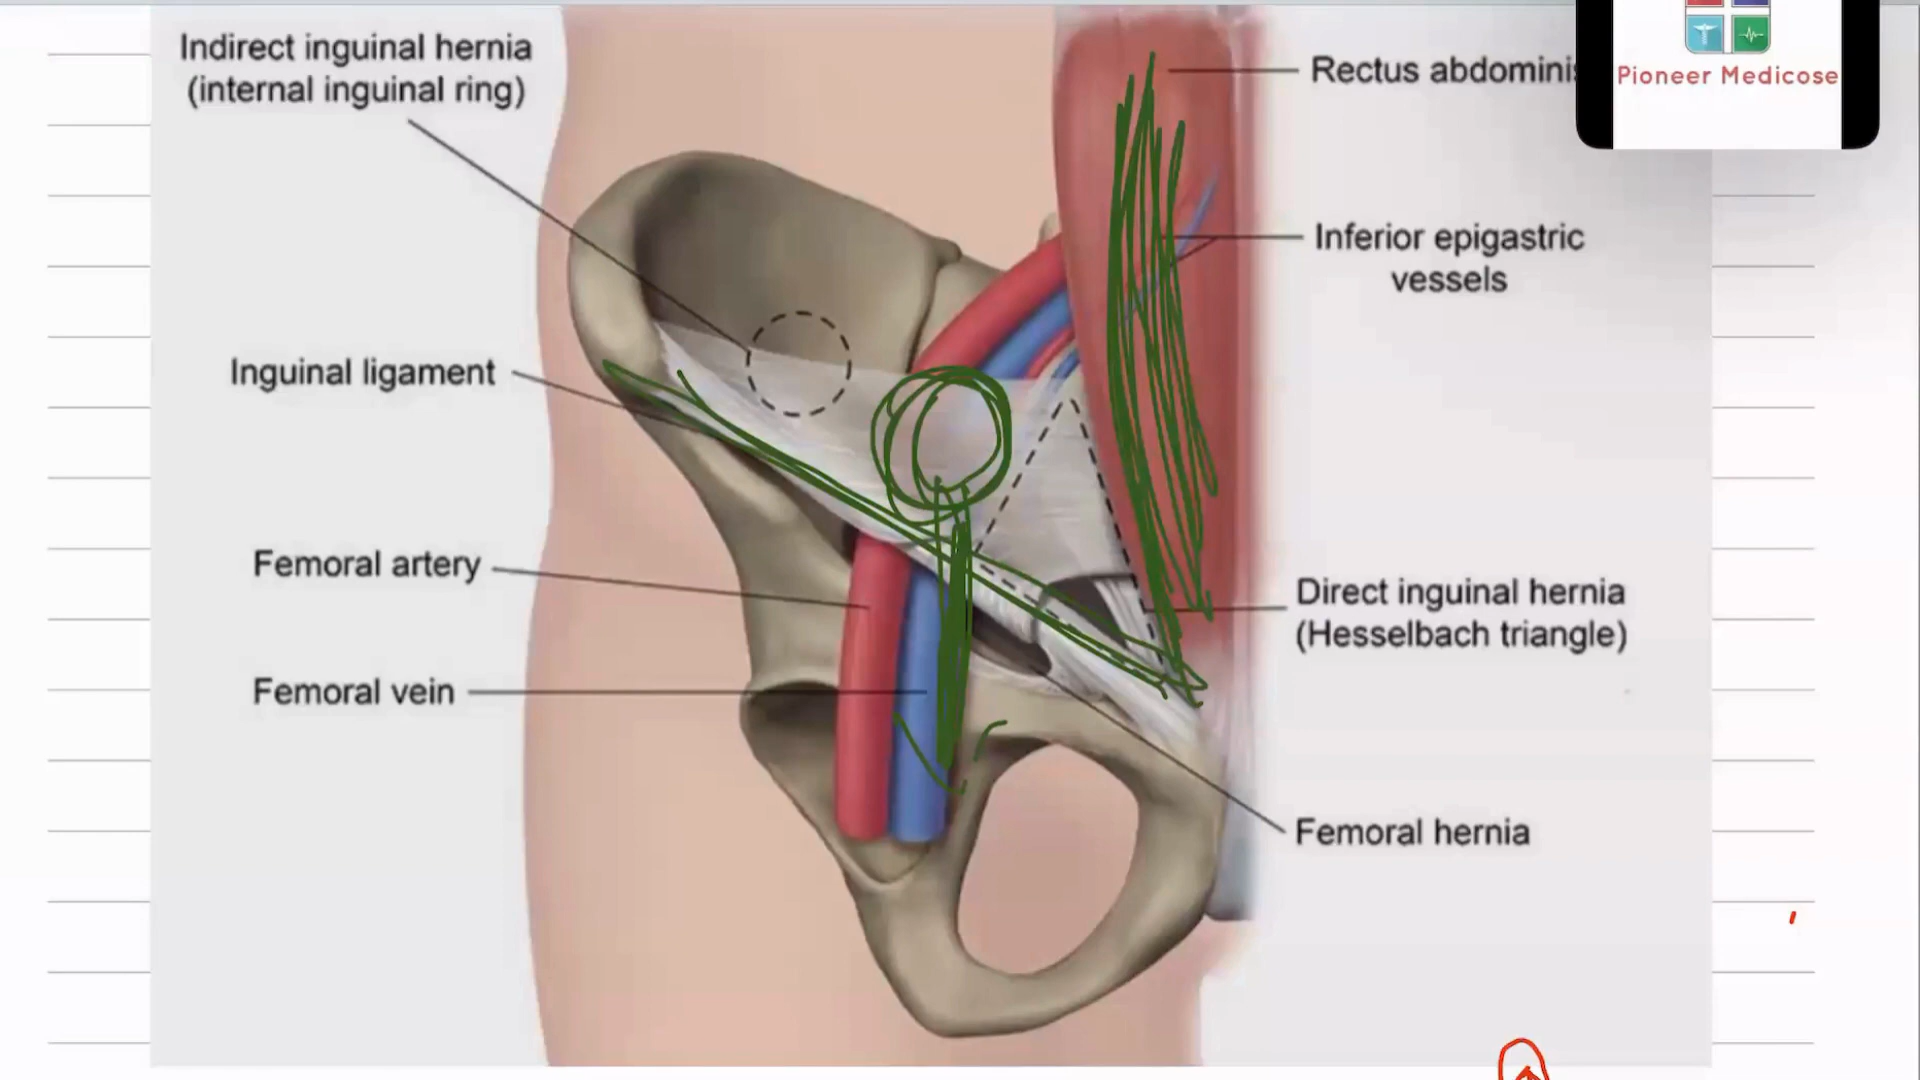 Indirect inguinal hernia
(internal inguinal ring)
Rectus abdominis
Pioneer Medicose
Inferior epigastric
vessels
Inguinal ligament
Femoral artery
Direct inguinal hernia
(Hesselbach triangle)
Femoral vein
Femoral hernia